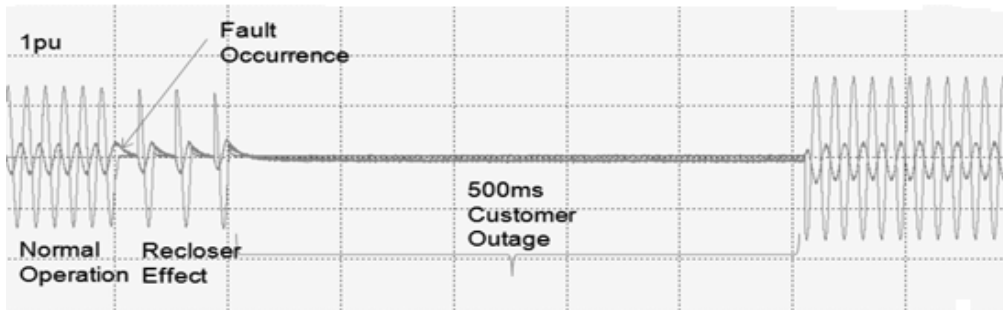 1pu
Fault
Occurrence
500ms
Customer
Outage
Normal
Operation
Recloser
Effect